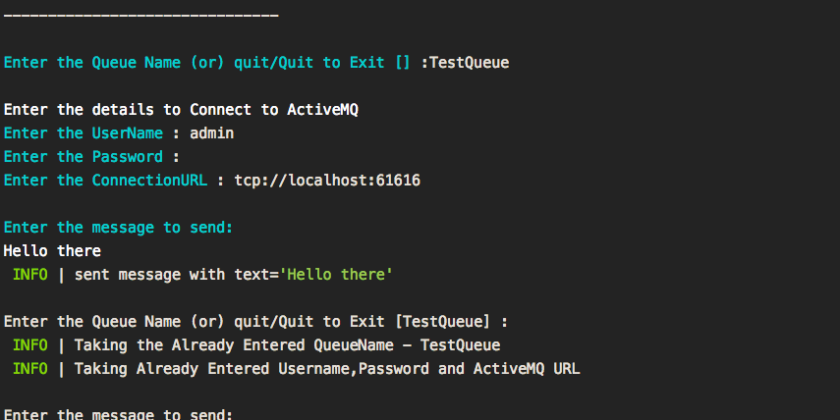 -------------------------------
Enter the Queue Name (or) quit/Quit to Exit [] :TestQueue
Enter the details to Connect to ActiveMQ
Enter the UserName : admin
Enter the Password :
Enter the ConnectionURL : tcp://localhost:61616
Enter the message to send:
Hello there
INFO | sent message with text='Hello there'
Enter the Queue Name (or) quit/Quit to Exit [TestQueue] :
INFO | Taking the Already Entered QueueName – TestQueue
INFO | Taking Already Entered Username,Password and ActiveMQ URL
Enter the message to send: